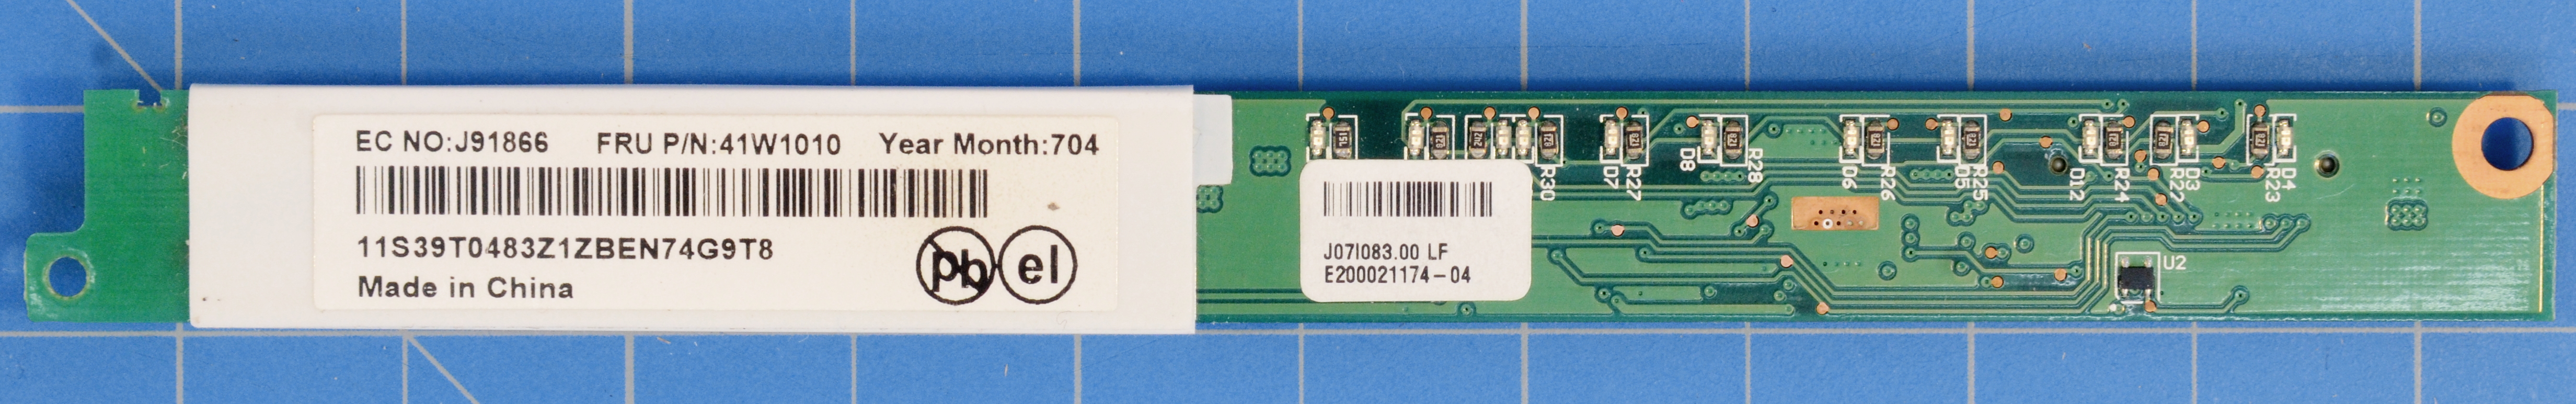 EC NO:J91866 FRU P/N:41W1010 Year Month:704
11S39T0483Z1ZBEN74G9T8
Made in China
Pb el
J07I083.00 LF
E200021174-04
R30 D7 R27 D8 R28 D6 R26 D5 R25 D12 R24 R22 D3 R23 D4
U2